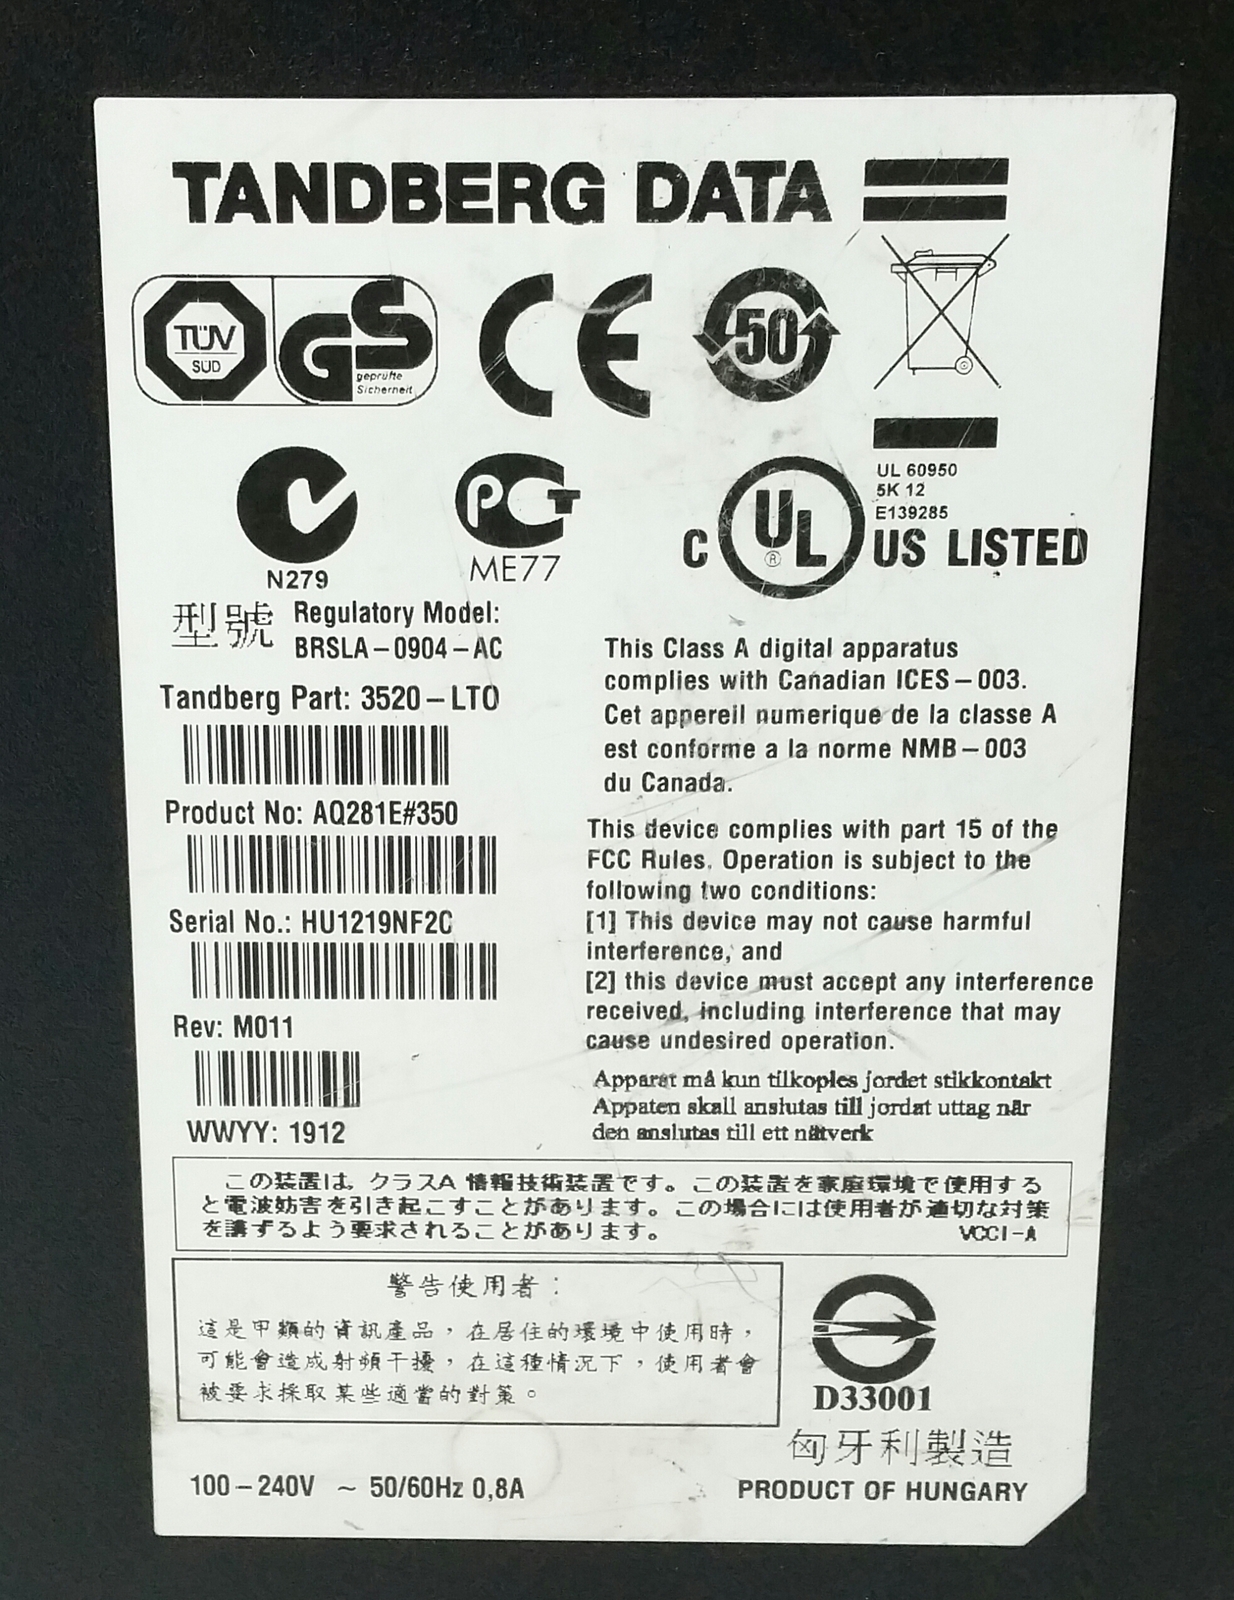 TANDBERG DATA
TÜV
SÜD
GS
geprüfte
Sicherheit
CE
50
N279
PCT
ME77
UL 60950
5K 12
E139285
C UL ® US LISTED
型號 Regulatory Model:
BRSLA-0904-AC
Tandberg Part: 3520-LTO
Product No: AQ281E#350
Serial No.: HU1219NF2C
Rev: M011
WWYY: 1912
This Class A digital apparatus
complies with Canadian ICES-003.
Cet appereil numerique de la classe A
est conforme a la norme NMB-003
du Canada.
This device complies with part 15 of the
FCC Rules. Operation is subject to the
following two conditions:
[1] This device may not cause harmful
interference, and
[2] this device must accept any interference
received, including interference that may
cause undesired operation.
Apparat må kun tilkoples jordet stikkontakt
Appaten skall anslutas till jordat uttag når
den anslutas till ett nätverk
この装置は、クラスA 情報技術装置です。この装置を家庭環境で使用する
と電波妨害を引き起こすことがあります。この場合には使用者が適切な対策
を講ずるよう要求されることがあります。 VCCI-A
警告使用者：
這是甲類的資訊產品，在居住的環境中使用時，
可能會造成射頻干擾，在這種情況下，使用者會
被要求採取某些適當的對策。
D33001
匈牙利製造
100-240V ~ 50/60Hz 0,8A
PRODUCT OF HUNGARY